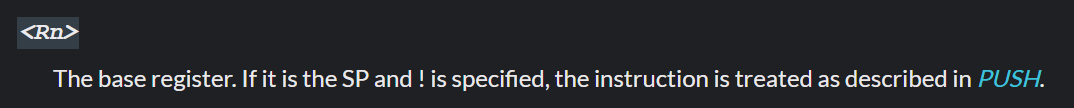 <Rn>
The base register. If it is the SP and ! is specified, the instruction is treated as described in PUSH.